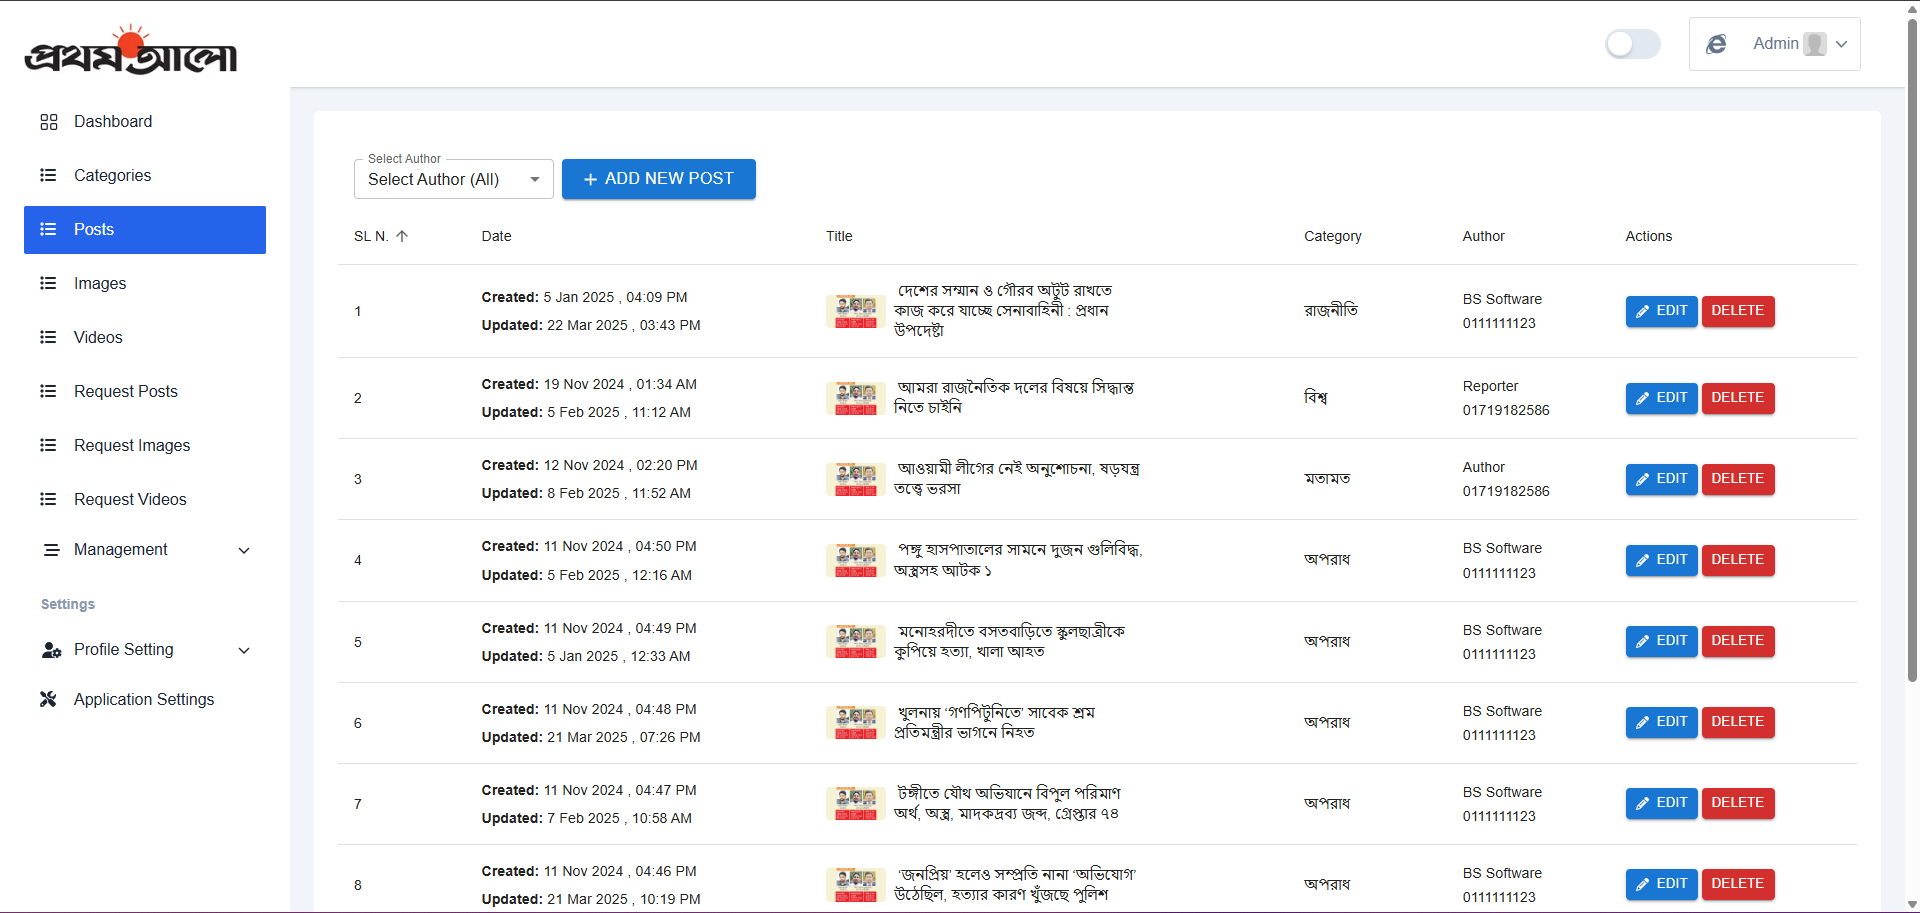 প্রথম আলো
Admin
Dashboard
Categories
Posts
Images
Videos
Request Posts
Request Images
Request Videos
Management
Settings
Profile Setting
Application Settings
Select Author
Select Author (All)
ADD NEW POST
SL N. Date Title Category Author Actions
1
Created: 5 Jan 2025 , 04:09 PM
Updated: 22 Mar 2025 , 03:43 PM
দেশের সম্মান ও গৌরব অটুট রাখতে
কাজ করে যাচ্ছে সেনাবাহিনী : প্রধান
উপদেষ্টা
রাজনীতি
BS Software
0111111123
EDIT DELETE
2
Created: 19 Nov 2024 , 01:34 AM
Updated: 5 Feb 2025 , 11:12 AM
আমরা রাজনৈতিক দলের বিষয়ে সিদ্ধান্ত
নিতে চাইনি
বিশ্ব
Reporter
01719182586
EDIT DELETE
3
Created: 12 Nov 2024 , 02:20 PM
Updated: 8 Feb 2025 , 11:52 AM
আওয়ামী লীগের নেই অনুশোচনা, ষড়যন্ত্র
তত্ত্বে ভরসা
মতামত
Author
01719182586
EDIT DELETE
4
Created: 11 Nov 2024 , 04:50 PM
Updated: 5 Feb 2025 , 12:16 AM
পঙ্গু হাসপাতালের সামনে দুজন গুলিবিদ্ধ,
অস্ত্রসহ আটক ১
অপরাধ
BS Software
0111111123
EDIT DELETE
5
Created: 11 Nov 2024 , 04:49 PM
Updated: 5 Jan 2025 , 12:33 AM
মনোহরদীতে বসতবাড়িতে স্কুলছাত্রীকে
কুপিয়ে হত্যা, খালা আহত
অপরাধ
BS Software
0111111123
EDIT DELETE
6
Created: 11 Nov 2024 , 04:48 PM
Updated: 21 Mar 2025 , 07:26 PM
খুলনায় ‘গণপিটুনিতে’ সাবেক শ্রম
প্রতিমন্ত্রীর ভাগনে নিহত
অপরাধ
BS Software
0111111123
EDIT DELETE
7
Created: 11 Nov 2024 , 04:47 PM
Updated: 7 Feb 2025 , 10:58 AM
টঙ্গীতে যৌথ অভিযানে বিপুল পরিমাণ
অর্থ, অস্ত্র, মাদকদ্রব্য জব্দ, গ্রেপ্তার ৭৪
অপরাধ
BS Software
0111111123
EDIT DELETE
8
Created: 11 Nov 2024 , 04:46 PM
Updated: 21 Mar 2025 , 10:19 PM
‘জনপ্রিয়’ হলেও সম্প্রতি নানা ‘অভিযোগ’
উঠেছিল, হত্যার কারণ খুঁজছে পুলিশ
অপরাধ
BS Software
0111111123
EDIT DELETE